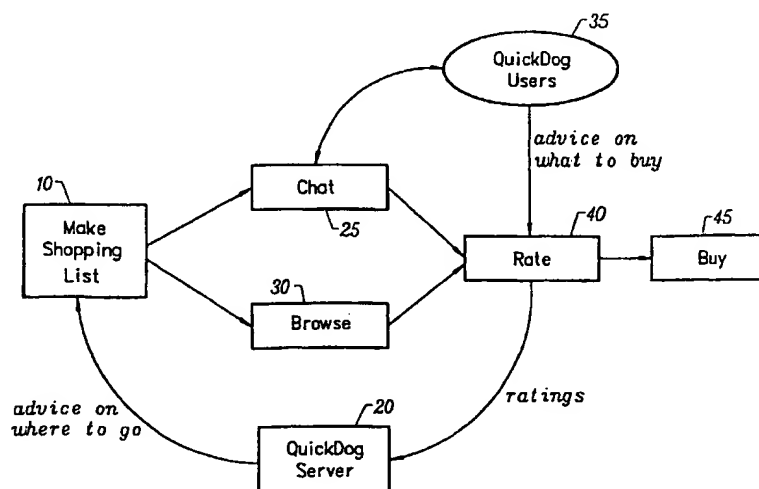 35
QuickDog
Users
advice on
what to buy
10
Make
Shopping
List
Chat
25
40
Rate
45
Buy
30
Browse
advice on
where to go
20
QuickDog
Server
ratings